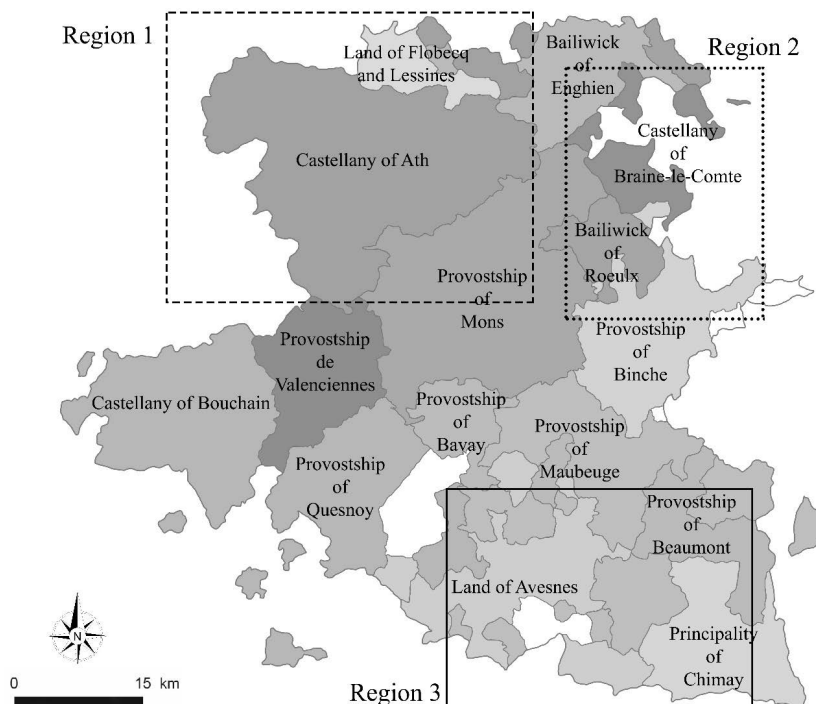 Region 1
Land of Flobecq
and Lessines
Bailiwick
of
Enghien
Region 2
Castellany
of
Braine-le-Comte
Castellany of Ath
Bailiwick
of
Roeulx
Provostship
of
Mons
Provostship
de
Valenciennes
Provostship
of
Binche
Castellany of Bouchain
Provostship
of
Bavay
Provostship
of
Maubeuge
Provostship
of
Quesnoy
Provostship
of
Beaumont
Land of Avesnes
Principality
of
Chimay
N
0 15 km
Region 3